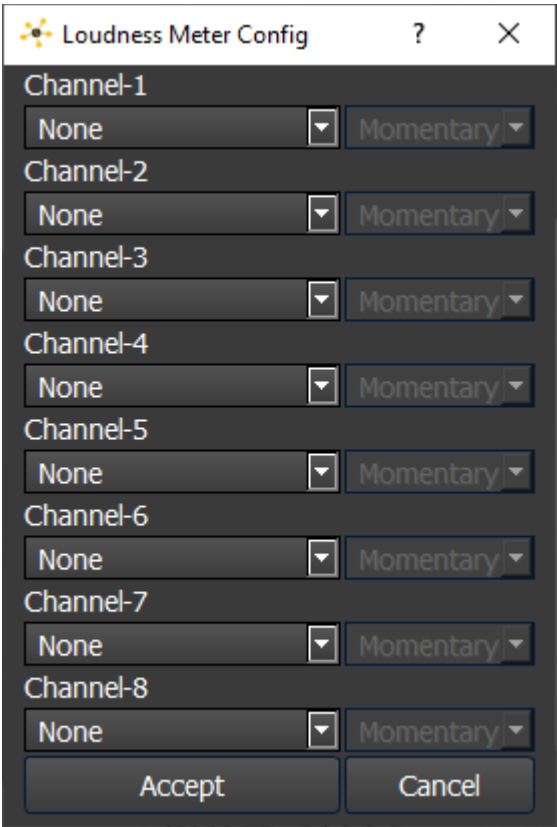 Loudness Meter Config ?
Channel-1
None Momentary
Channel-2
None Momentary
Channel-3
None Momentary
Channel-4
None Momentary
Channel-5
None Momentary
Channel-6
None Momentary
Channel-7
None Momentary
Channel-8
None Momentary
Accept Cancel